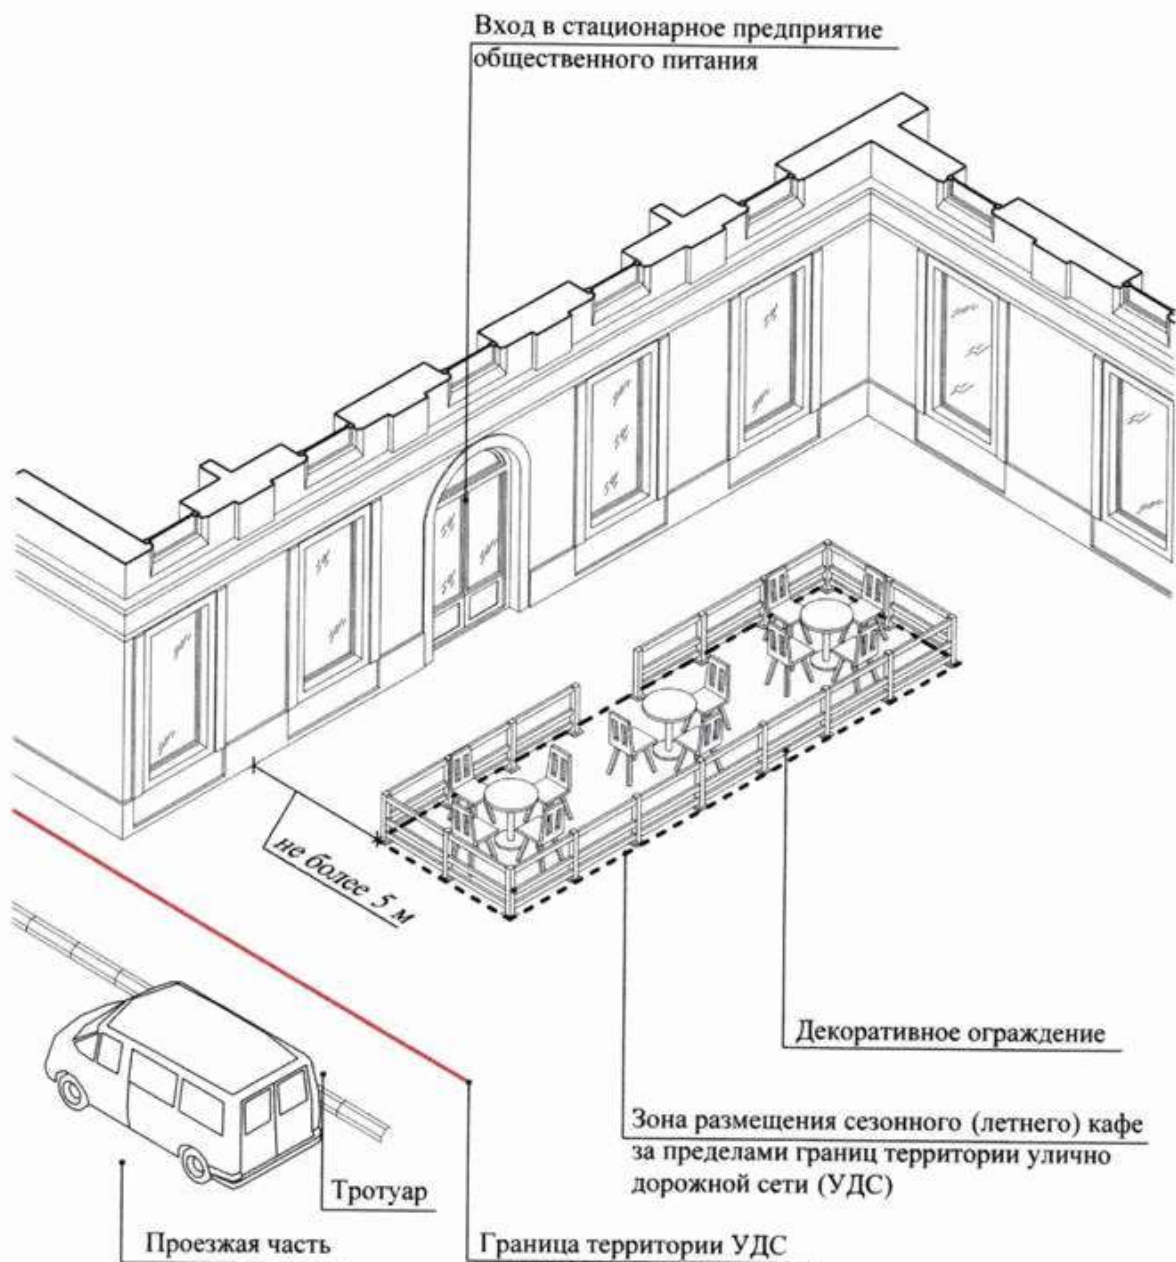 Вход в стационарное предприятие
общественного питания
не более 5 м
Декоративное ограждение
Зона размещения сезонного (летнего) кафе
за пределами границ территории улично
дорожной сети (УДС)
Тротуар
Проезжая часть
Граница территории УДС